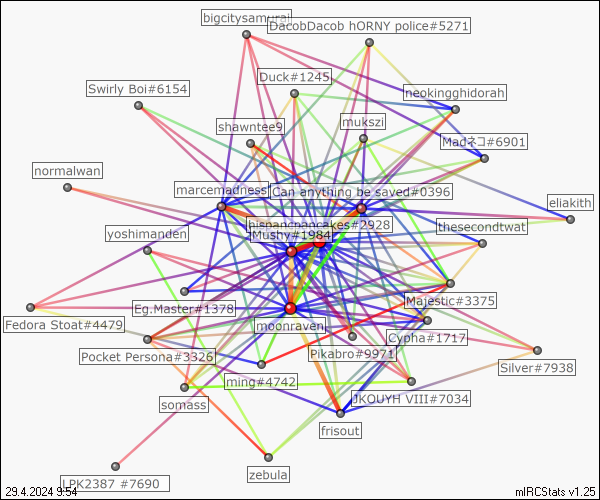 bigcitysamurai
DacobDacob hORNY police#5271
Duck#1245
Swirly Boi#6154
neokingghidorah
shawntee9
mukszi
Madネコ#6901
normalwan
marcemadness
Can anything be saved#0396
eliakith
hispandpancakes#2928
thesecondtwat
yoshimanden
Mushy#1984
Eg.Master#1378
Majestic#3375
Fedora Stoat#4479
moonraven
Cypha#1717
Pocket Persona#3326
Pikabro#9971
Silver#7938
ming#4742
somass
JKOUYH VIII#7034
frisout
zebula
LPK2387 #7690
29.4.2024 9:54
mIRCStats v1.25